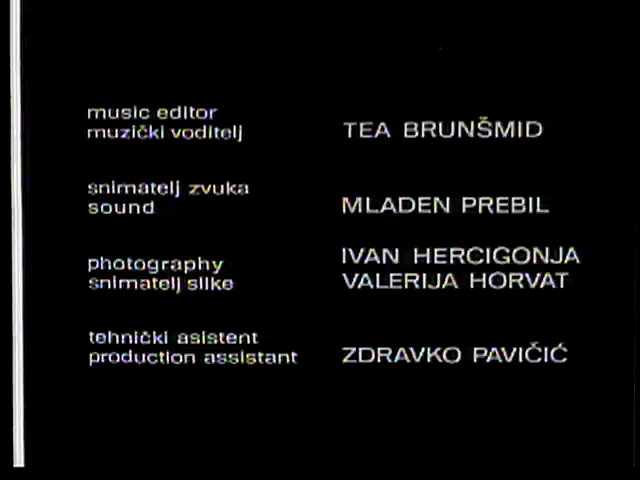 music editor
muzički voditelj
TEA BRUNŠMID
snimatelj zvuka
sound
MLADEN PREBIL
photography
snimatelj slike
IVAN HERCIGONJA
VALERIJA HORVAT
tehnički asistent
production assistant
ZDRAVKO PAVIČIĆ